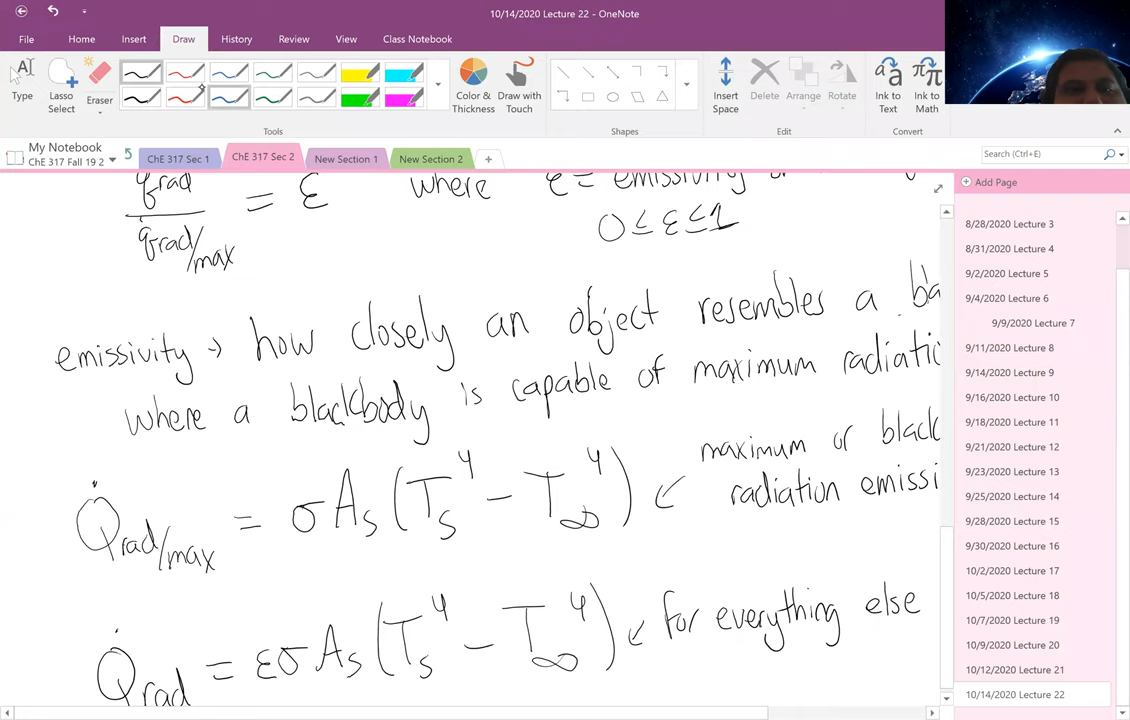 10/14/2020 Lecture 22 - OneNote
File Home Insert Draw History Review View Class Notebook
Type
Lasso Select
Eraser
Color & Thickness
Draw with Touch
Insert Space
Delete
Arrange
Rotate
Ink to Text
Ink to Math
Tools
Shapes
Edit
Convert
My Notebook
ChE 317 Fall 19 2
ChE 317 Sec 1
ChE 317 Sec 2
New Section 1
New Section 2
+
Search (Ctrl+E)
q̇rad / q̇rad/max = ε where ε = emissivity or
0 ≤ ε ≤ 1
emissivity → how closely an object resembles a bla
where a blackbody is capable of maximum radiatio
Q̇rad/max = σAs(Ts⁴ − T∞⁴) ← maximum or black
radiation emissi
Q̇rad = εσAs(Ts⁴ − T∞⁴) ← for everything else
Add Page
8/28/2020 Lecture 3
8/31/2020 Lecture 4
9/2/2020 Lecture 5
9/4/2020 Lecture 6
9/9/2020 Lecture 7
9/11/2020 Lecture 8
9/14/2020 Lecture 9
9/16/2020 Lecture 10
9/18/2020 Lecture 11
9/21/2020 Lecture 12
9/23/2020 Lecture 13
9/25/2020 Lecture 14
9/28/2020 Lecture 15
9/30/2020 Lecture 16
10/2/2020 Lecture 17
10/5/2020 Lecture 18
10/7/2020 Lecture 19
10/9/2020 Lecture 20
10/12/2020 Lecture 21
10/14/2020 Lecture 22